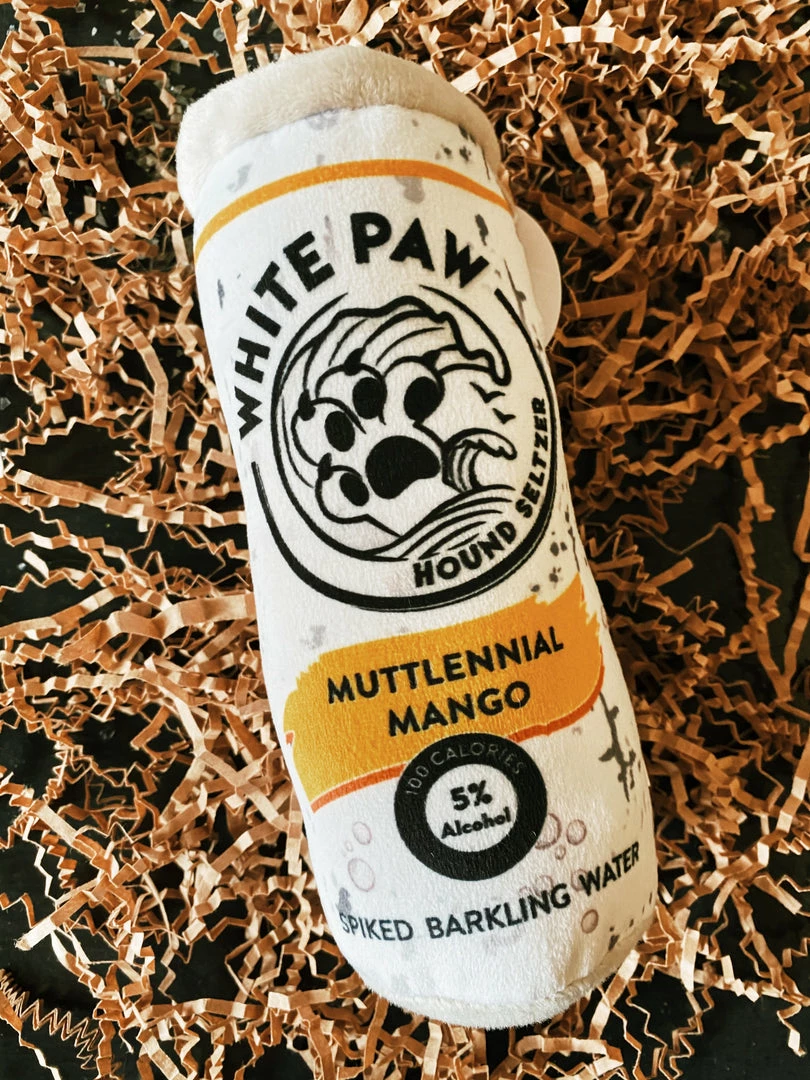 WHITE PAW
HOUND SELTZER
MUTTLENNIAL
MANGO
100 CALORIES
5%
Alcohol
SPIKED BARKLING WATER